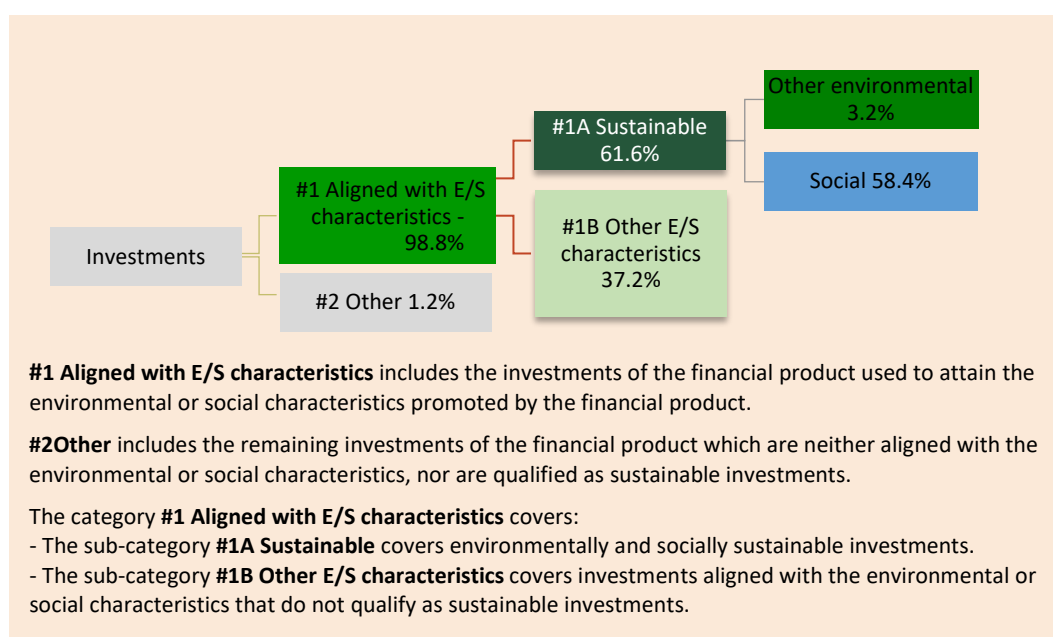 Investments
#1 Aligned with E/S
characteristics -
98.8%
#2 Other 1.2%
#1A Sustainable
61.6%
#1B Other E/S
characteristics
37.2%
Other environmental
3.2%
Social 58.4%
#1 Aligned with E/S characteristics includes the investments of the financial product used to attain the
environmental or social characteristics promoted by the financial product.
#2Other includes the remaining investments of the financial product which are neither aligned with the
environmental or social characteristics, nor are qualified as sustainable investments.
The category #1 Aligned with E/S characteristics covers:
- The sub-category #1A Sustainable covers environmentally and socially sustainable investments.
- The sub-category #1B Other E/S characteristics covers investments aligned with the environmental or
social characteristics that do not qualify as sustainable investments.